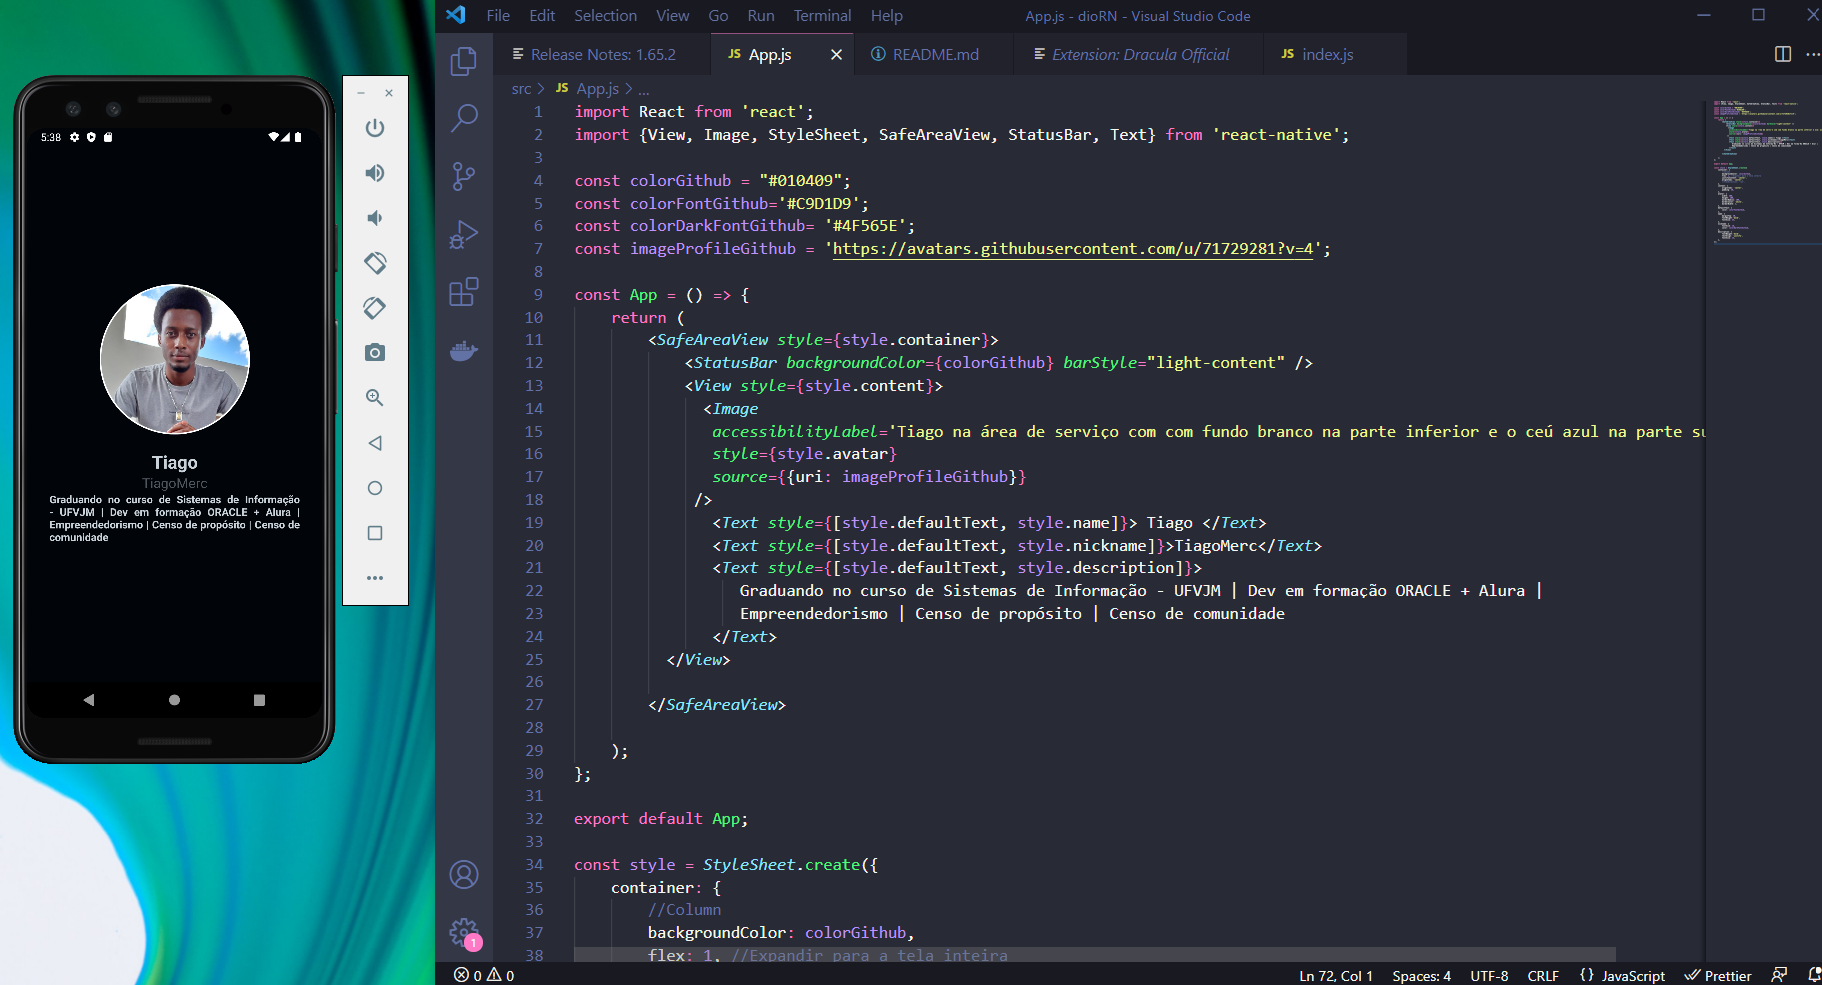 5:38
Tiago
TiagoMerc
Graduando no curso de Sistemas de Informação
- UFVJM | Dev em formação ORACLE + Alura |
Empreendedorismo | Censo de propósito | Censo de
comunidade
File Edit Selection View Go Run Terminal Help App.js - dioRN - Visual Studio Code
Release Notes: 1.65.2 JS App.js README.md Extension: Dracula Official JS index.js
src > JS App.js > ...
1 import React from 'react';
2 import {View, Image, StyleSheet, SafeAreaView, StatusBar, Text} from 'react-native';
3
4 const colorGithub = "#010409";
5 const colorFontGithub='#C9D1D9';
6 const colorDarkFontGithub= '#4F565E';
7 const imageProfileGithub = 'https://avatars.githubusercontent.com/u/71729281?v=4';
8
9 const App = () => {
10 return (
11 <SafeAreaView style={style.container}>
12 <StatusBar backgroundColor={colorGithub} barStyle="light-content" />
13 <View style={style.content}>
14 <Image
15 accessibilityLabel='Tiago na área de serviço com com fundo branco na parte inferior e o ceú azul na parte su
16 style={style.avatar}
17 source={{uri: imageProfileGithub}}
18 />
19 <Text style={[style.defaultText, style.name]}> Tiago </Text>
20 <Text style={[style.defaultText, style.nickname]}>TiagoMerc</Text>
21 <Text style={[style.defaultText, style.description]}>
22 Graduando no curso de Sistemas de Informação - UFVJM | Dev em formação ORACLE + Alura |
23 Empreendedorismo | Censo de propósito | Censo de comunidade
24 </Text>
25 </View>
26
27 </SafeAreaView>
28
29 );
30 };
31
32 export default App;
33
34 const style = StyleSheet.create({
35 container: {
36 //Column
37 backgroundColor: colorGithub,
38 flex: 1, //Expandir para a tela inteira
1
0 0 Ln 72, Col 1 Spaces: 4 UTF-8 CRLF {} JavaScript Prettier